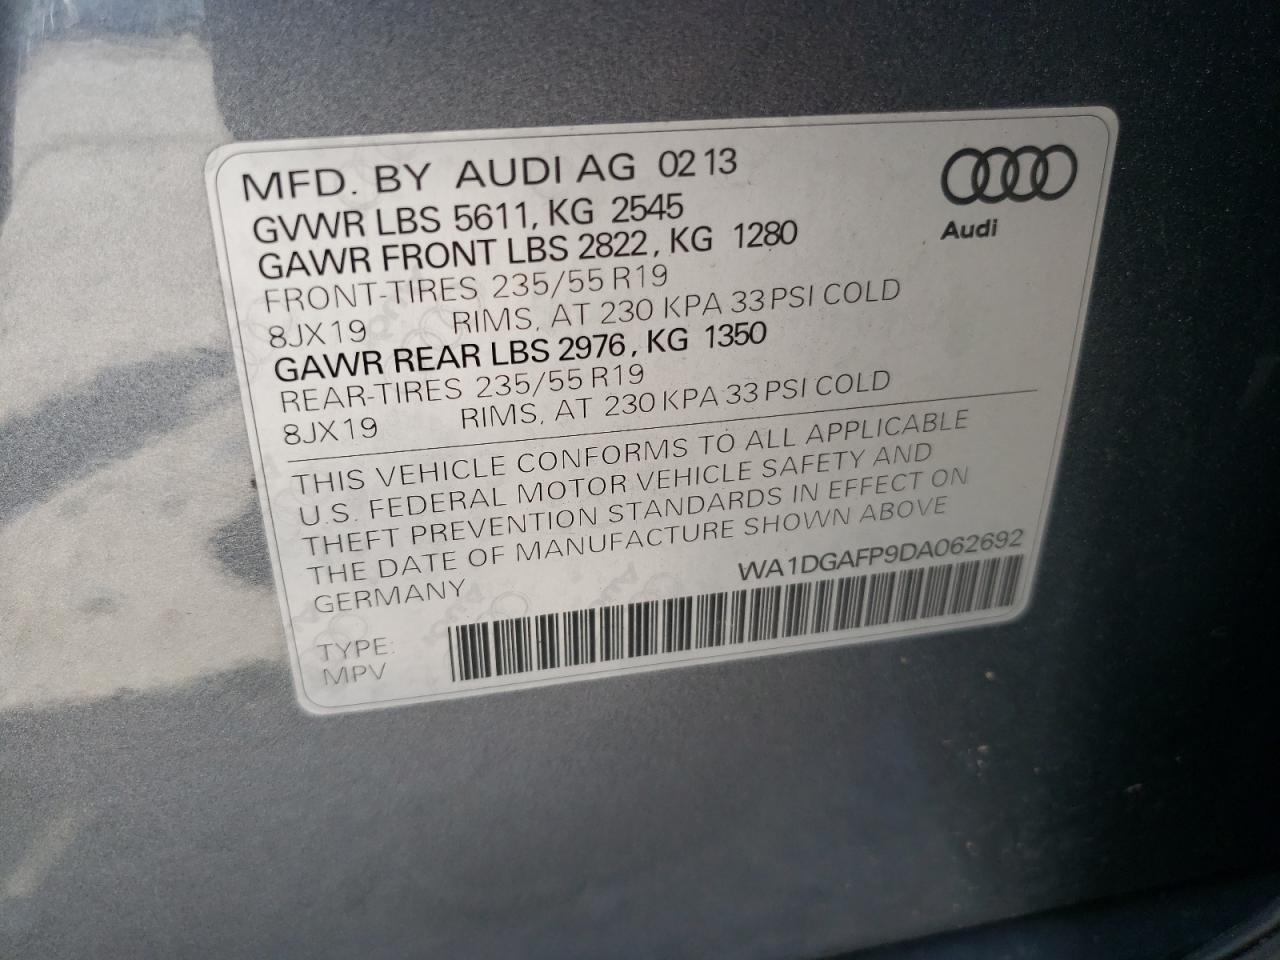 MFD. BY AUDI AG 02 13
Audi
GVWR LBS 5611, KG 2545
GAWR FRONT LBS 2822, KG 1280
FRONT-TIRES 235/55 R19
8JX19 RIMS, AT 230 KPA 33 PSI COLD
GAWR REAR LBS 2976, KG 1350
REAR-TIRES 235/55 R19
8JX19 RIMS, AT 230 KPA 33 PSI COLD
THIS VEHICLE CONFORMS TO ALL APPLICABLE
U.S. FEDERAL MOTOR VEHICLE SAFETY AND
THEFT PREVENTION STANDARDS IN EFFECT ON
THE DATE OF MANUFACTURE SHOWN ABOVE
GERMANY WA1DGAFP9DA062692
TYPE:
MPV